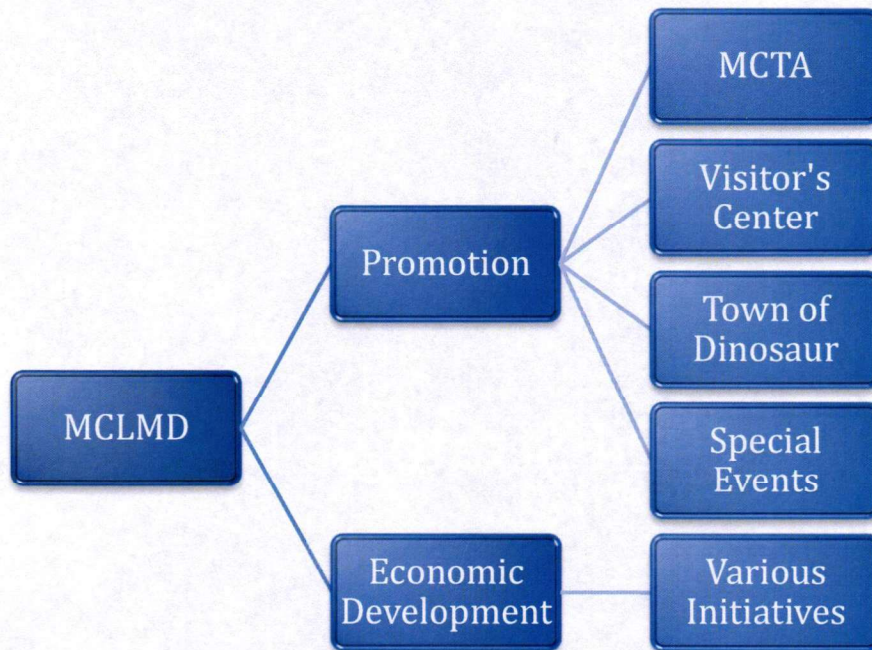 MCLMD
Promotion
Economic
Development
MCTA
Visitor's
Center
Town of
Dinosaur
Special
Events
Various
Initiatives